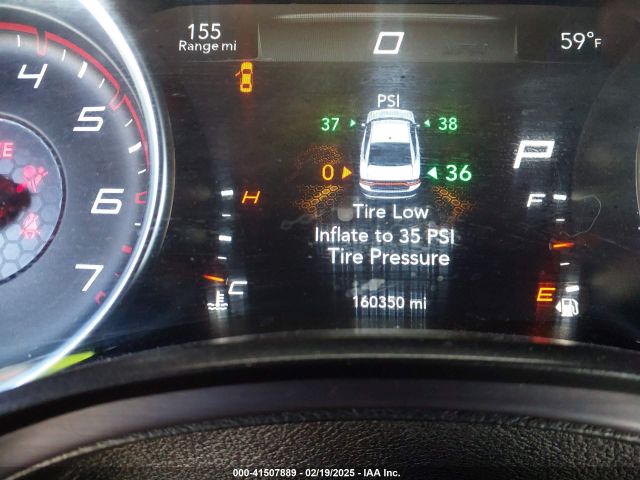 155
Range mi
59°F
PSI
37 38
0 36
Tire Low
Inflate to 35 PSI
Tire Pressure
160350 mi
P
H
C
F
E
4
5
6
7
000-41507889 - 02/19/2025 - IAA Inc.